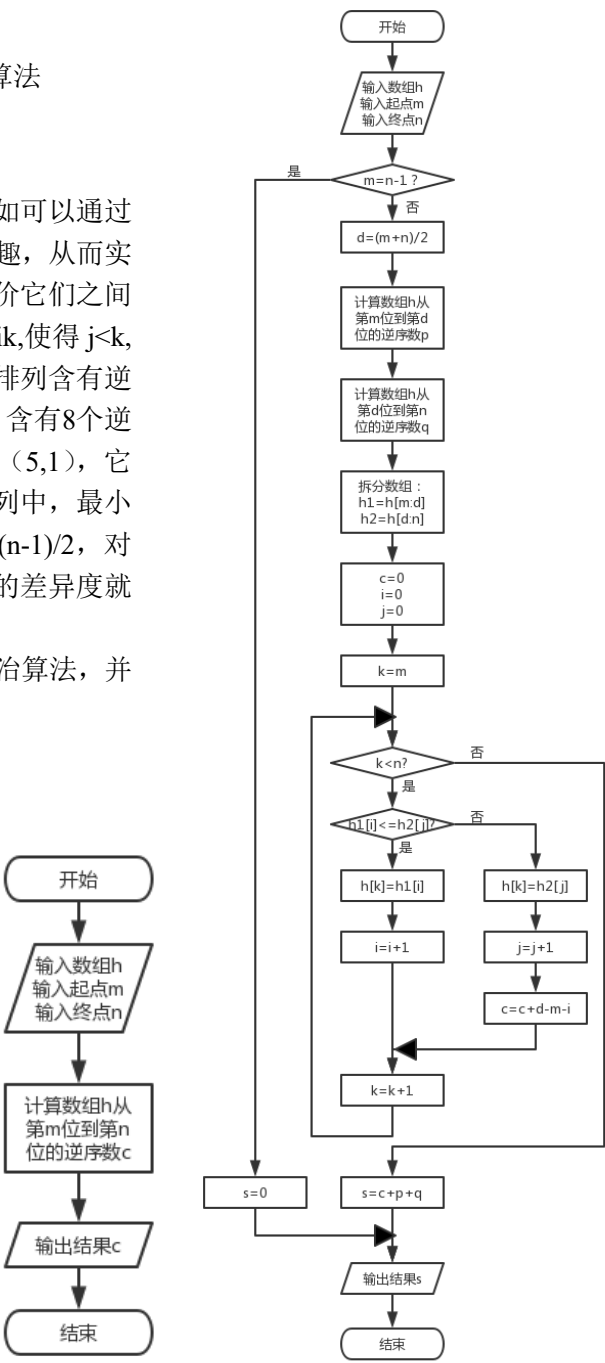 算法
如可以通过
趣，从而实
价它们之间
ik,使得 j<k,
排列含有逆
含有8个逆
（5,1），它
列中，最小
(n-1)/2，对
的差异度就
治算法，并
开始
输入数组h
输入起点m
输入终点n
计算数组h从
第m位到第n
位的逆序数c
输出结果c
结束
开始
输入数组h
输入起点m
输入终点n
m=n-1 ?
是
否
d=(m+n)/2
计算数组h从
第m位到第d
位的逆序数p
计算数组h从
第d位到第n
位的逆序数q
拆分数组：
h1=h[m:d]
h2=h[d:n]
c=0
i=0
j=0
k=m
k<n?
否
是
h1[i]<=h2[j]?
否
是
h[k]=h1[i]
h[k]=h2[j]
i=i+1
j=j+1
c=c+d-m-i
k=k+1
s=0
s=c+p+q
输出结果s
结束